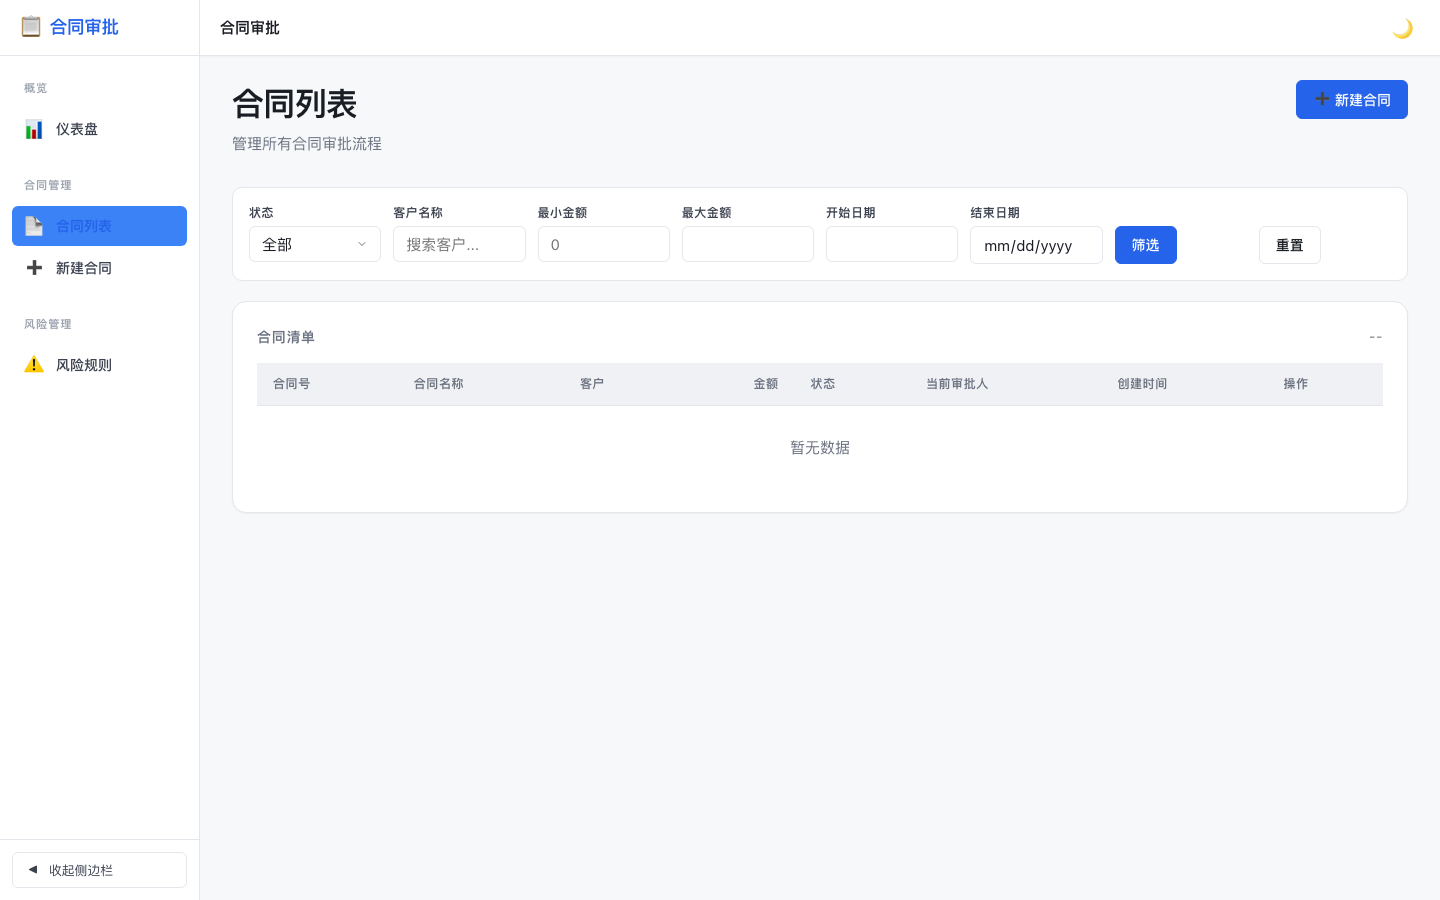 合同审批
合同审批
概览
仪表盘
合同管理
合同列表
新建合同
风险管理
风险规则
收起侧边栏
合同列表
管理所有合同审批流程
新建合同
状态
客户名称
最小金额
最大金额
开始日期
结束日期
全部
搜索客户...
0
mm/dd/yyyy
筛选
重置
合同清单
--
合同号 合同名称 客户 金额 状态 当前审批人 创建时间 操作
暂无数据